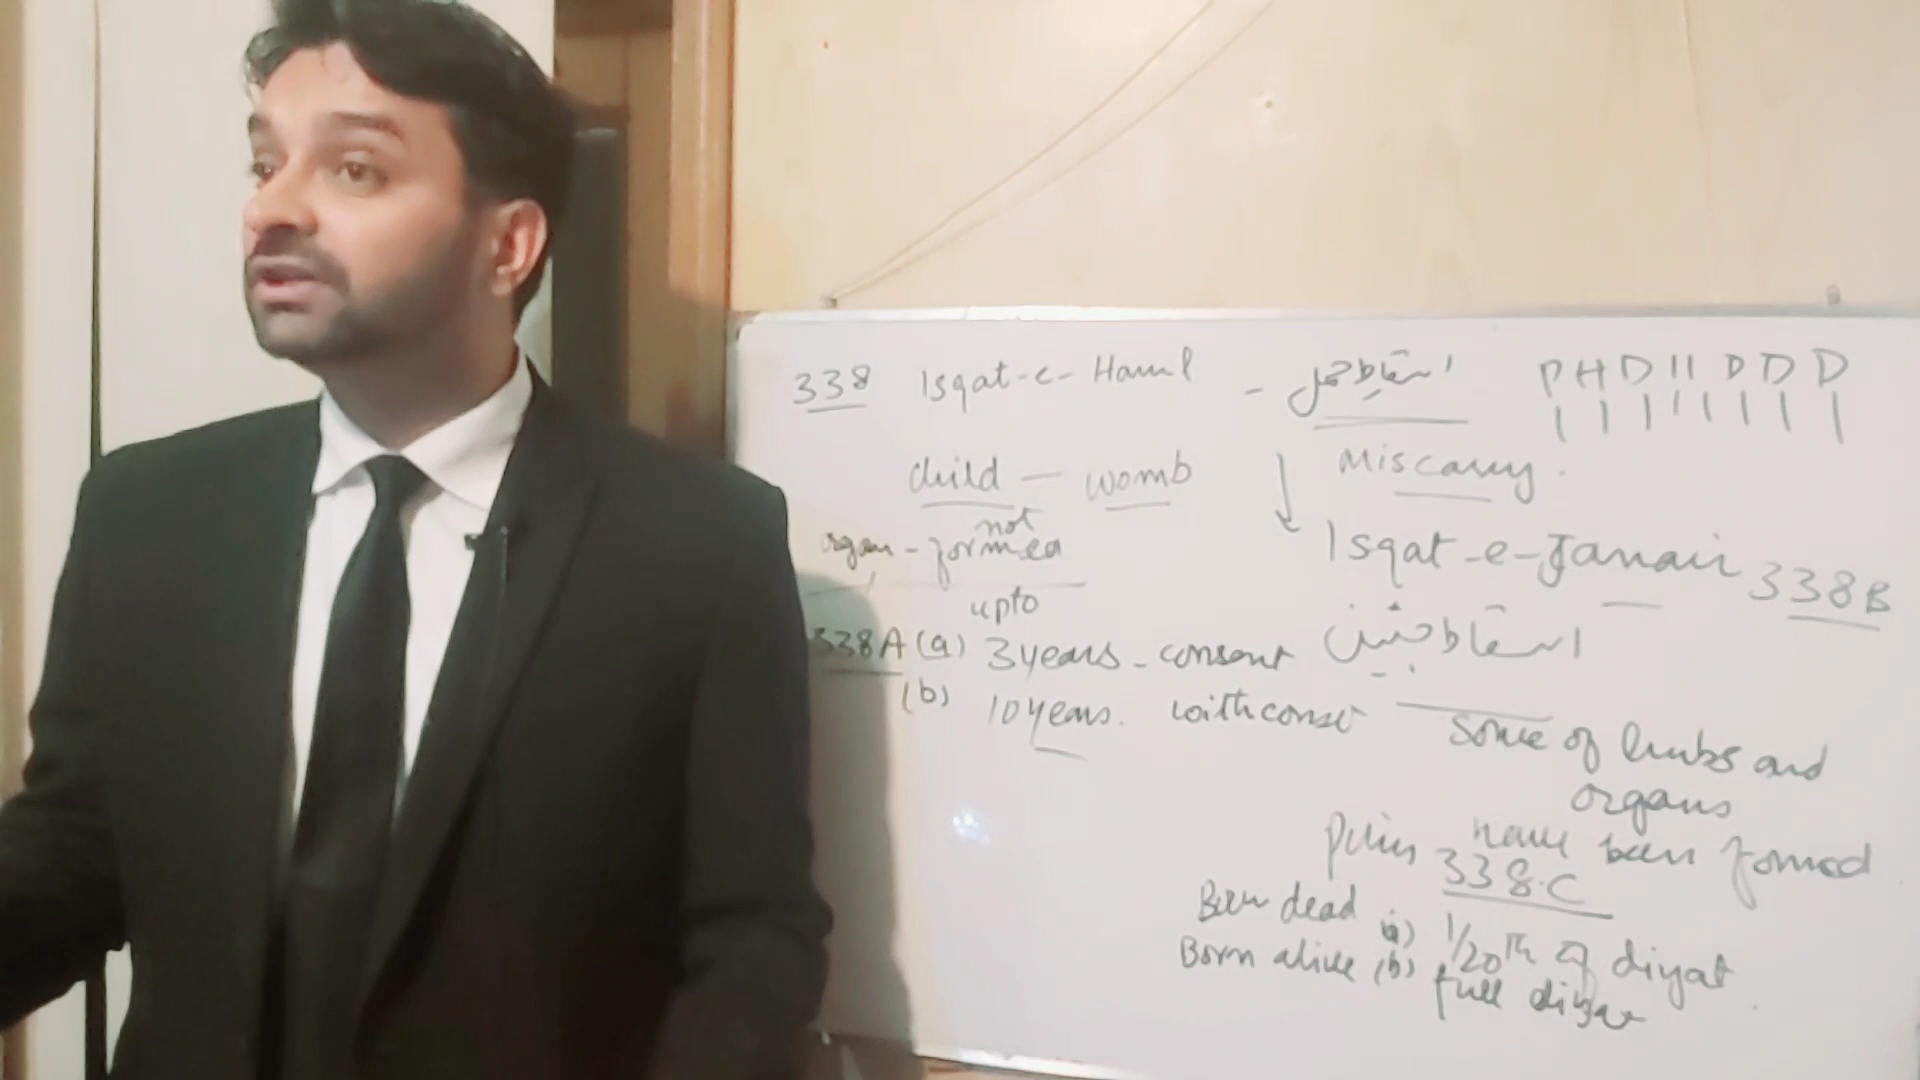 338 Isqat-e-Haml - اسقاط حمل PHDIIDDD
child - womb
Miscarry.
not
organ - formed
Isqat-e-Janain 338B
upto
338A (a) 3 years - consent
اسقاط جنین
(b) 10 years. without
some of limbs and
organs
have been formed
338.C
Born dead a) 1/20th of diyat
Born alive (b) full diyat